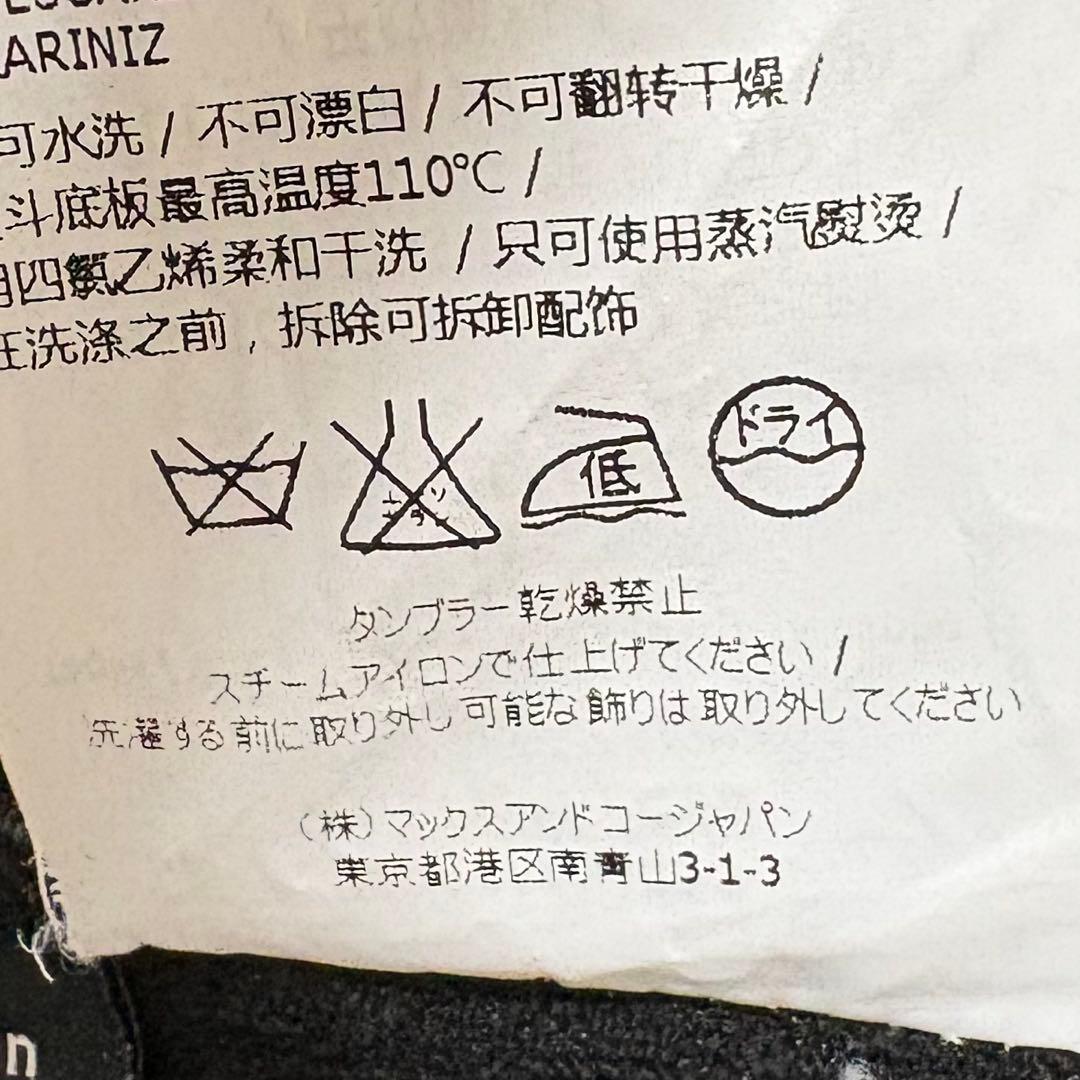 ARINIZ
可水洗 / 不可漂白 / 不可翻转干燥 /
斗底板最高温度110°C /
四氯乙烯柔和干洗 / 只可使用蒸汽熨烫 /
在洗涤之前，拆除可拆卸配饰
低
ドライ
タンブラー乾燥禁止
スチームアイロンで仕上げてください /
洗濯する前に取り外し可能な飾りは取り外してください
（株）マックスアンドコージャパン
東京都港区南青山3-1-3
n